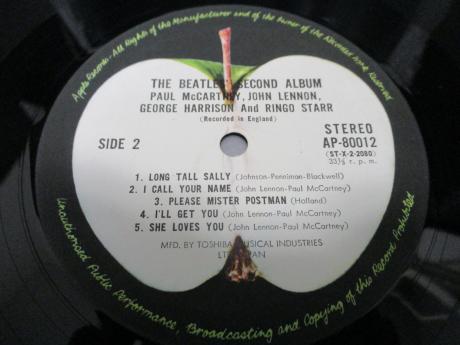 Apple Records · All Rights of the Manufacturer and of the Owner of the Recorded Work Reserved
THE BEATLES' SECOND ALBUM
PAUL McCARTNEY, JOHN LENNON,
GEORGE HARRISON And RINGO STARR
(Recorded in England)
SIDE 2
STEREO
AP-80012
(ST-X-2-2080)
33⅓ r. p. m.
1. LONG TALL SALLY (Johnson-Penniman-Blackwell)
2. I CALL YOUR NAME (John Lennon-Paul McCartney)
3. PLEASE MISTER POSTMAN (Holland)
4. I'LL GET YOU (John Lennon-Paul McCartney)
5. SHE LOVES YOU (John Lennon-Paul McCartney)
MFD. BY TOSHIBA MUSICAL INDUSTRIES
LTD. JAPAN
Unauthorised Public Performance, Broadcasting and Copying of this Record Prohibited